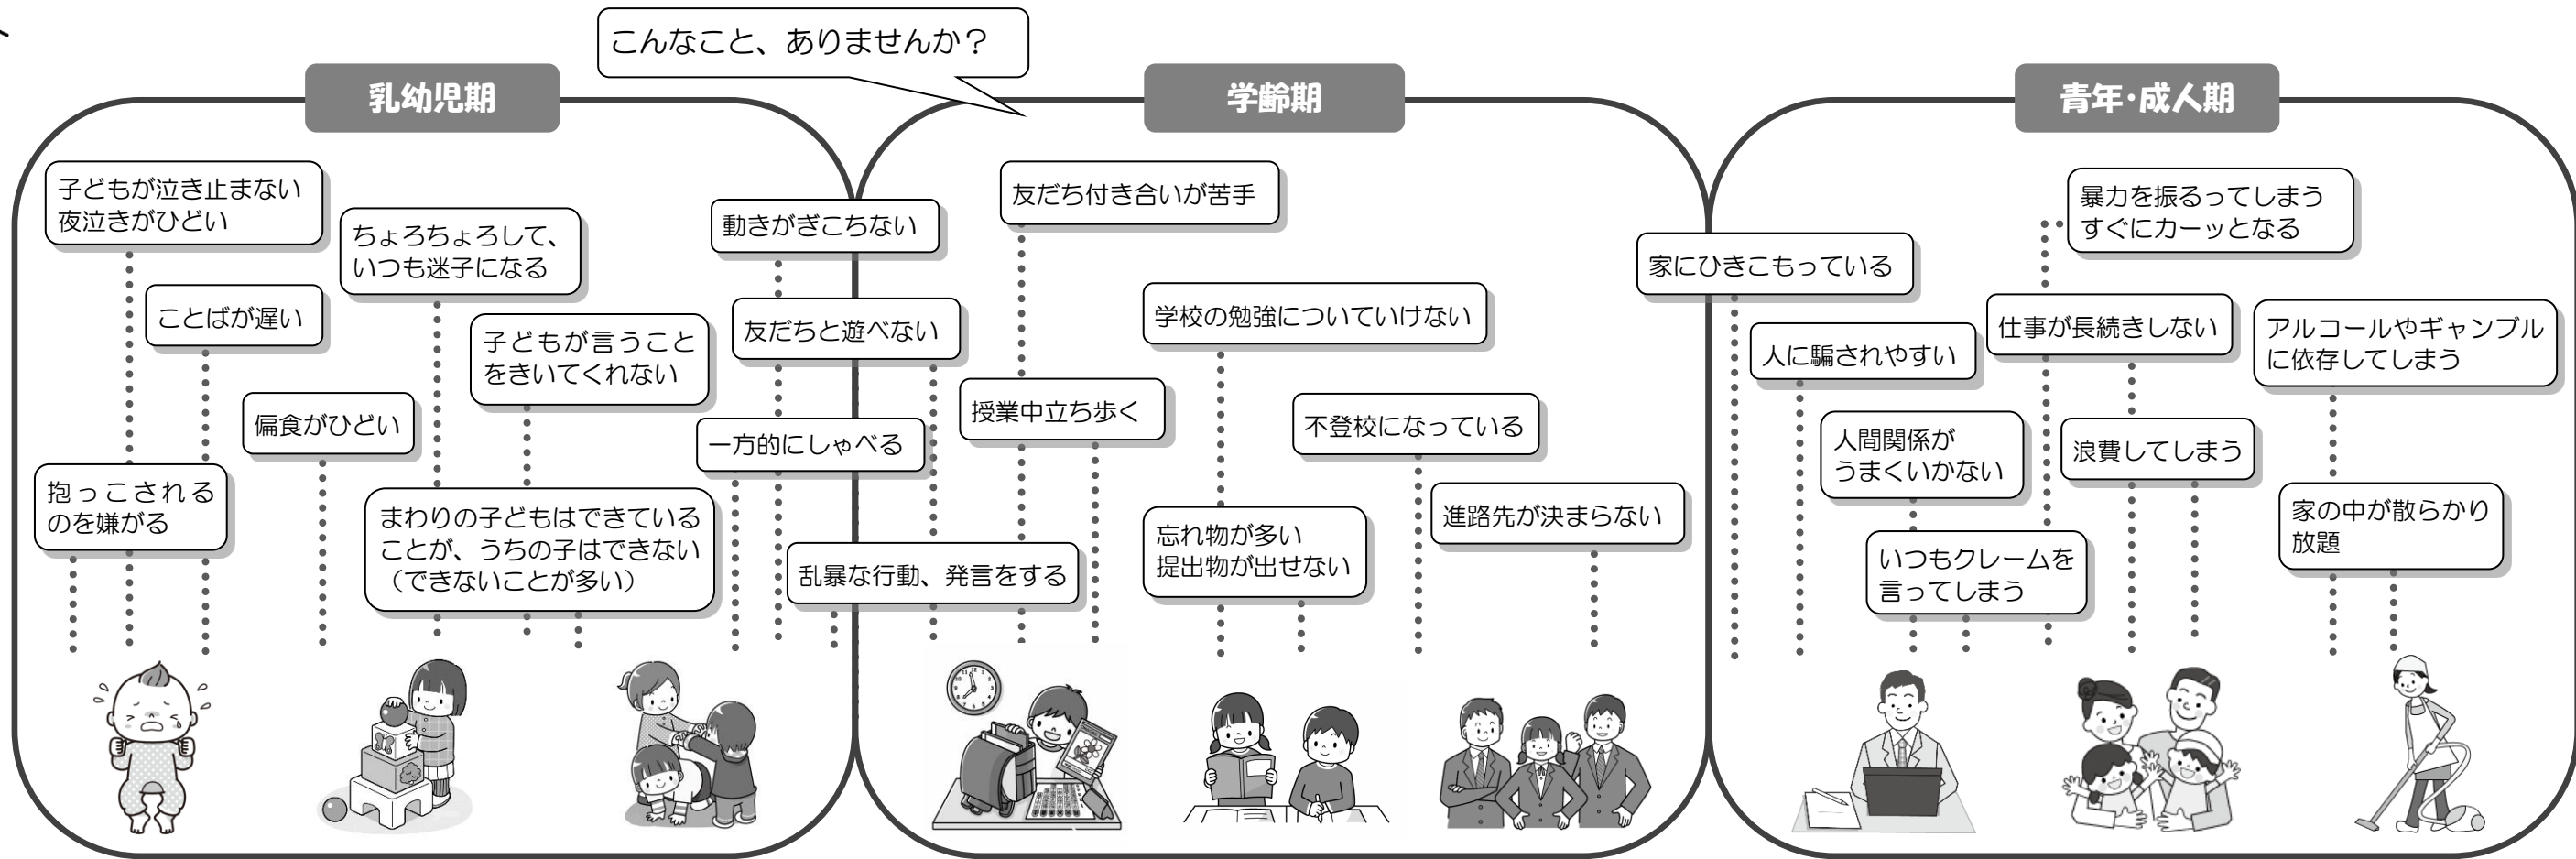 こんなこと、ありませんか？
乳幼児期
子どもが泣き止まない
夜泣きがひどい
ちょろちょろして、
いつも迷子になる
動きがぎこちない
ことばが遅い
子どもが言うこと
をきいてくれない
友だちと遊べない
偏食がひどい
一方的にしゃべる
抱っこされる
のを嫌がる
まわりの子どもはできている
ことが、うちの子はできない
（できないことが多い）
乱暴な行動、発言をする
学齢期
友だち付き合いが苦手
学校の勉強についていけない
授業中立ち歩く
不登校になっている
忘れ物が多い
提出物が出せない
進路先が決まらない
青年・成人期
暴力を振るってしまう
すぐにカーッとなる
家にひきこもっている
人に騙されやすい
仕事が長続きしない
アルコールやギャンブル
に依存してしまう
人間関係が
うまくいかない
浪費してしまう
いつもクレームを
言ってしまう
家の中が散らかり
放題